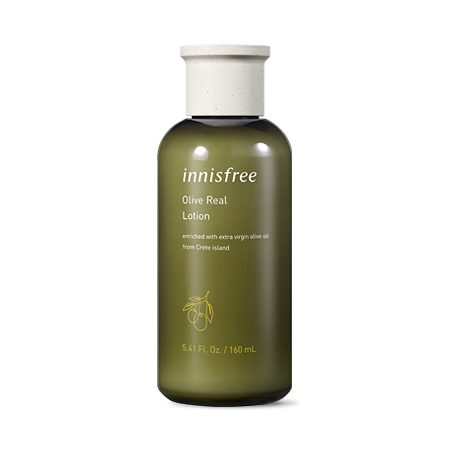 innisfree
Olive Real
Lotion
enriched with extra virgin olive oil
from Crete island
5.41 FL. Oz. / 160 mL